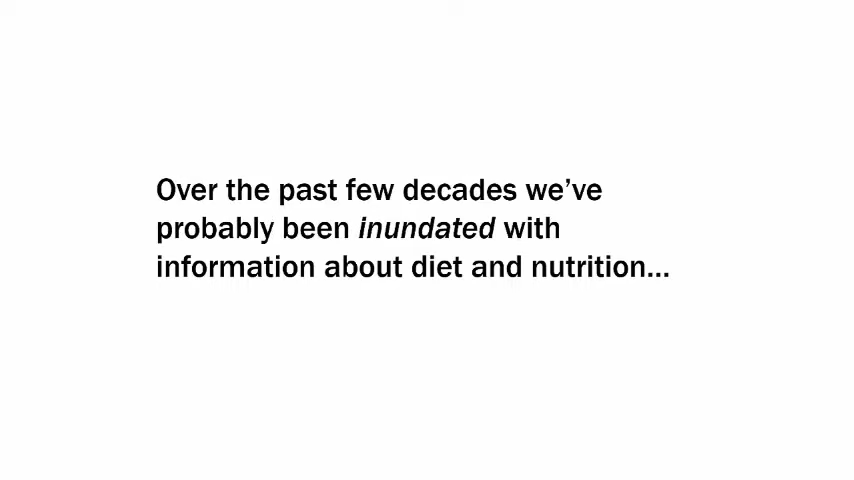 Over the past few decades we’ve
probably been inundated with
information about diet and nutrition...